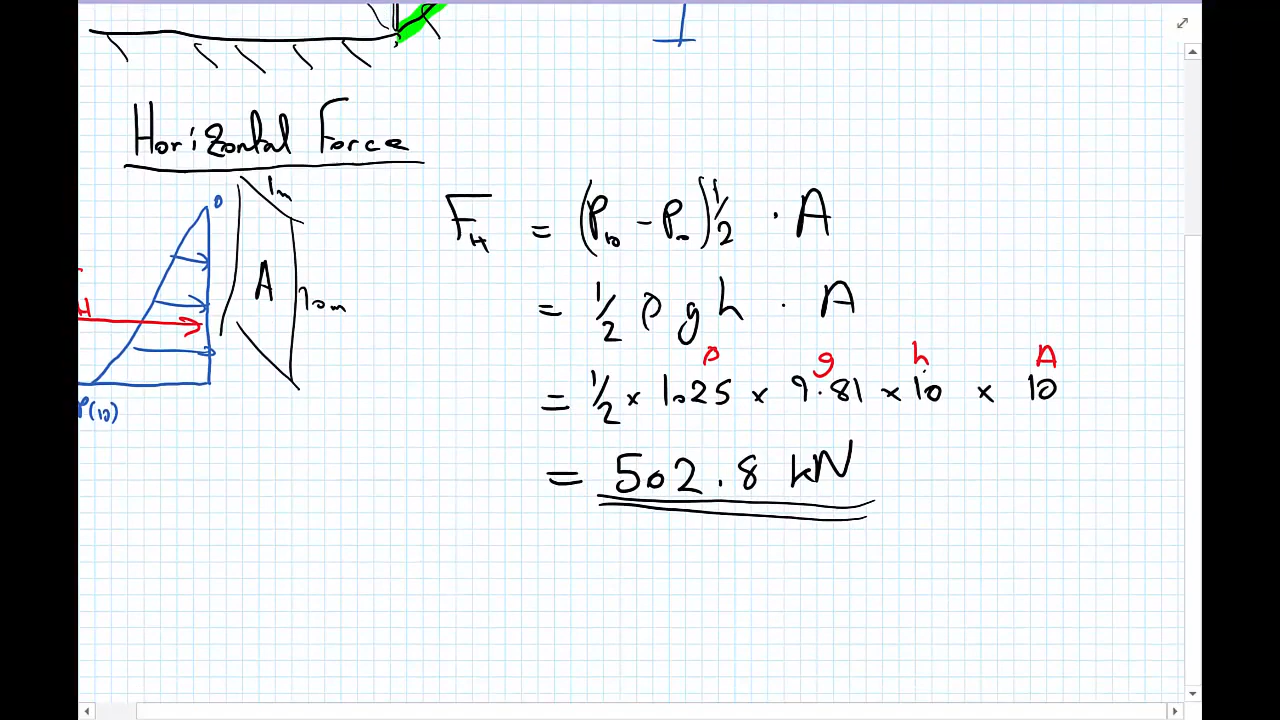 Horizontal Force
1m
0
F_H = (P_10 - P_0) 1/2 · A
A
10m
H
= 1/2 ρ g h · A
ρ g h A
= 1/2 × 1.25 × 9.81 × 10 × 10
P(10)
= 502.8 kN